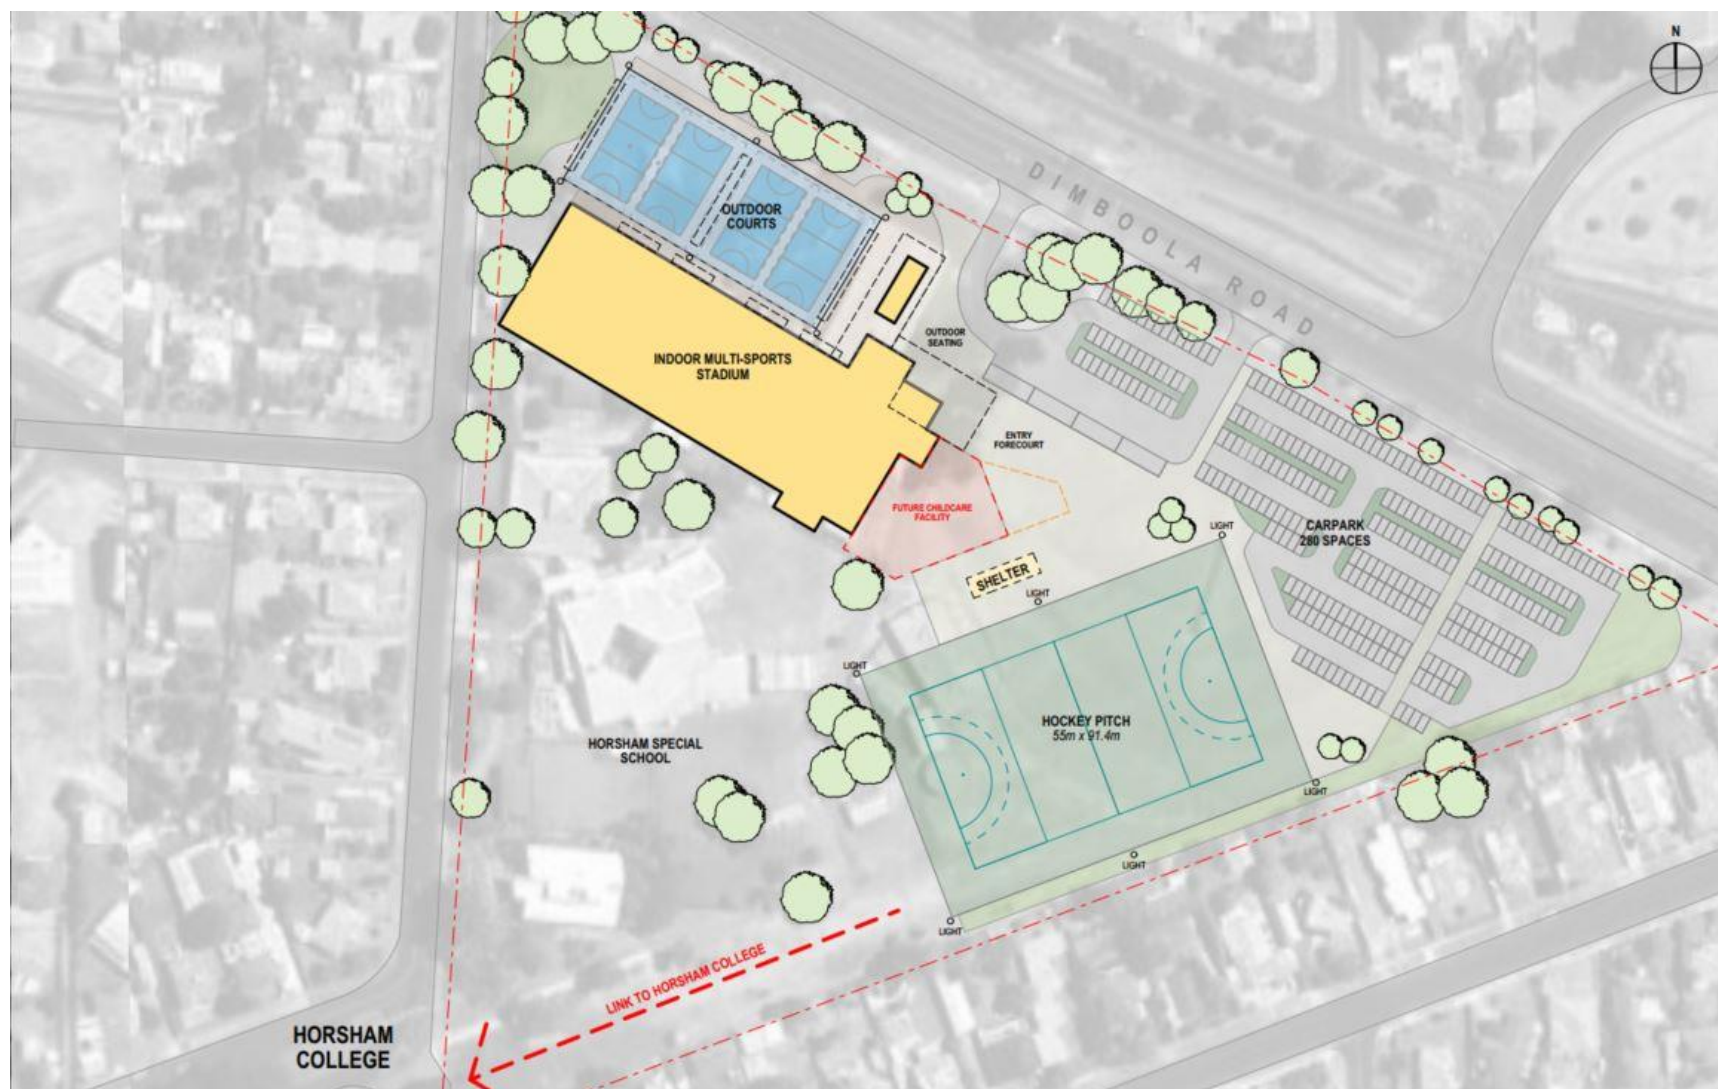 N
DIMBOOLA ROAD
OUTDOOR
COURTS
OUTDOOR
SEATING
INDOOR MULTI-SPORTS
STADIUM
ENTRY
FORECOURT
FUTURE CHILDCARE
FACILITY
LIGHT
CARPARK
280 SPACES
SHELTER
LIGHT
LIGHT
HOCKEY PITCH
55m x 91.4m
HORSHAM SPECIAL
SCHOOL
LIGHT
LIGHT
LIGHT
LINK TO HORSHAM COLLEGE
HORSHAM
COLLEGE